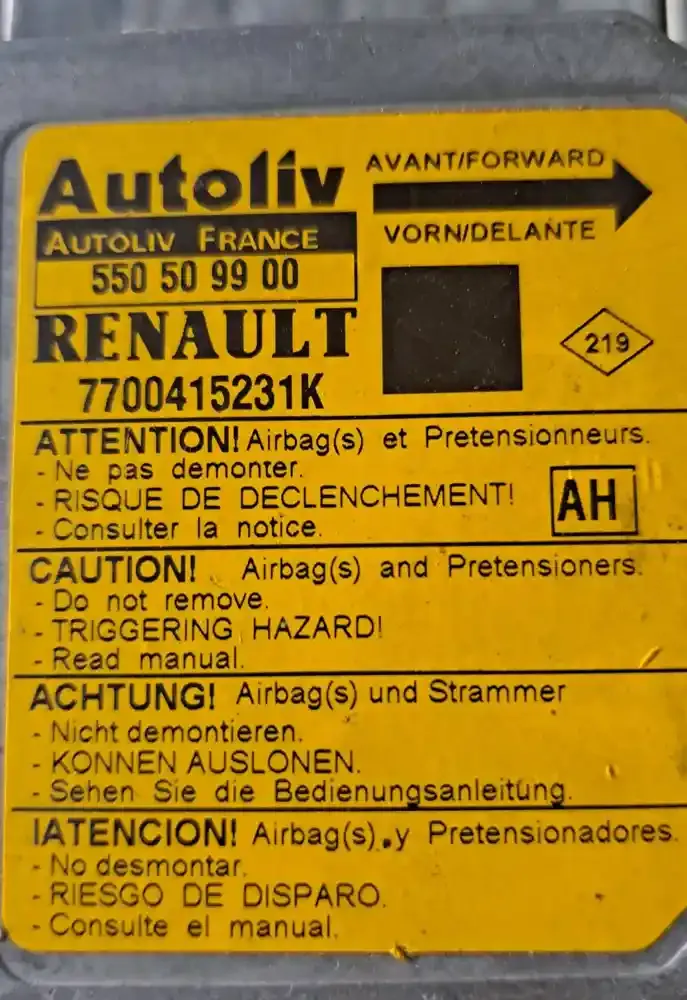 Autoliv
AUTOLIV FRANCE
550 50 99 00
AVANT/FORWARD
VORN/DELANTE
RENAULT
7700415231K
219
ATTENTION! Airbag(s) et Pretensionneurs.
- Ne pas demonter.
- RISQUE DE DECLENCHEMENT!
- Consulter la notice.
AH
CAUTION! Airbag(s) and Pretensioners.
- Do not remove.
- TRIGGERING HAZARD!
- Read manual.
ACHTUNG! Airbag(s) und Strammer
- Nicht demontieren.
- KONNEN AUSLONEN.
- Sehen Sie die Bedienungsanleitung.
IATENCION! Airbag(s) y Pretensionadores.
- No desmontar.
- RIESGO DE DISPARO.
- Consulte el manual.